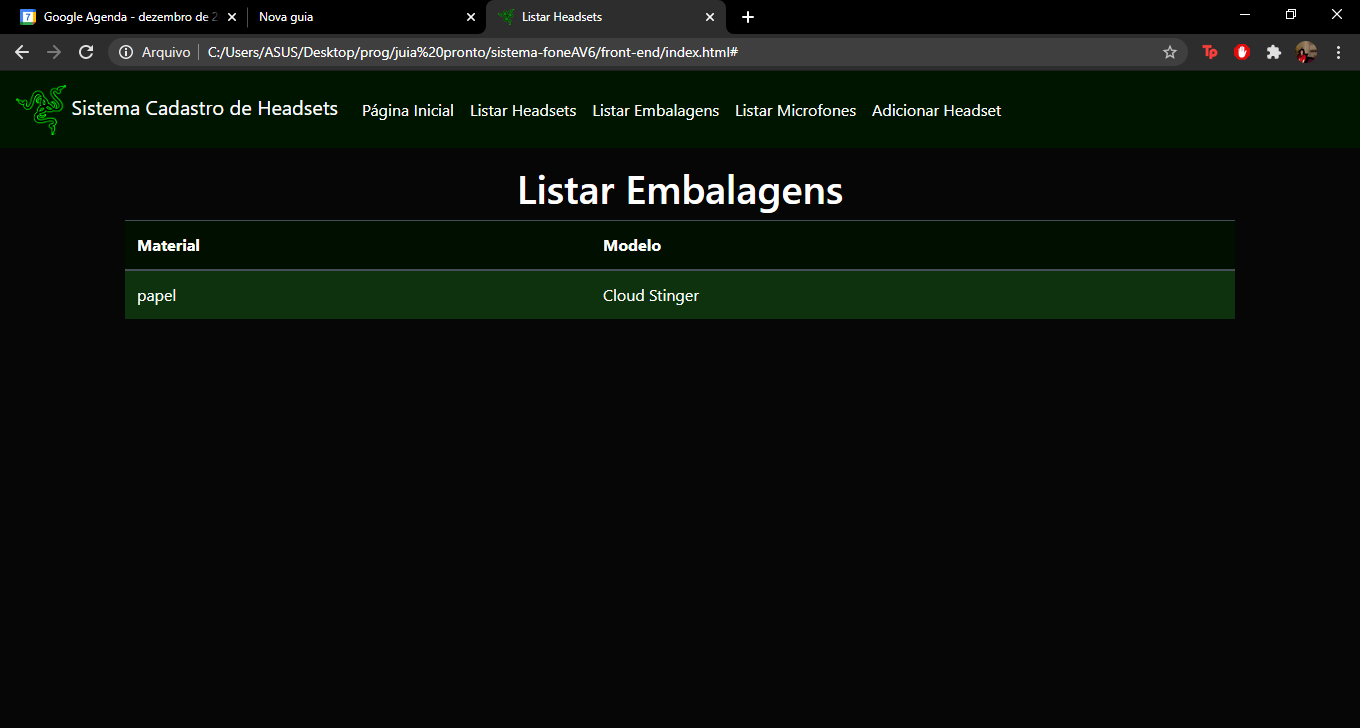 7 Google Agenda - dezembro de 2
Nova guia
Listar Headsets
Arquivo C:/Users/ASUS/Desktop/prog/juia%20pronto/sistema-foneAV6/front-end/index.html#
Tp
Sistema Cadastro de Headsets Página Inicial Listar Headsets Listar Embalagens Listar Microfones Adicionar Headset
Listar Embalagens
Material Modelo
papel Cloud Stinger